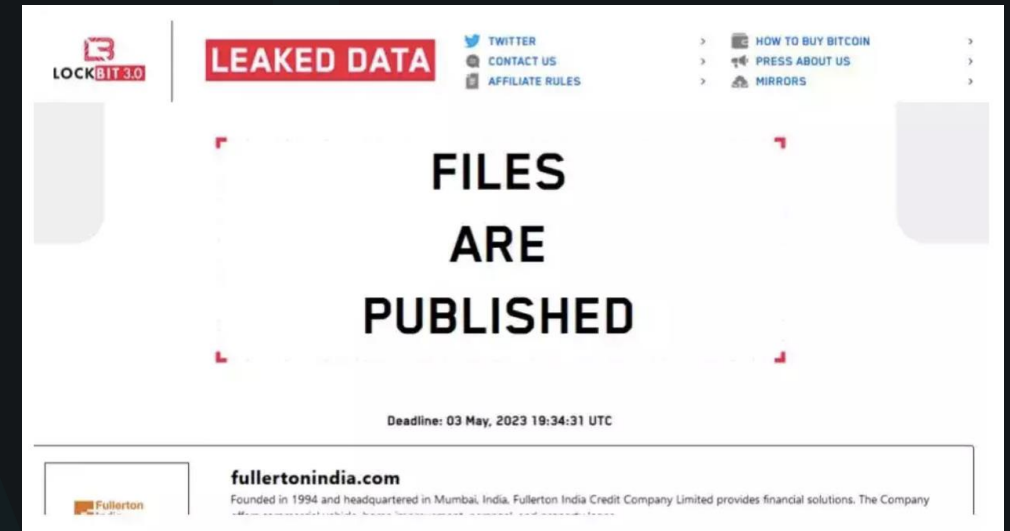 LOCKBIT 3.0
LEAKED DATA
TWITTER
CONTACT US
AFFILIATE RULES
HOW TO BUY BITCOIN
PRESS ABOUT US
MIRRORS
FILES
ARE
PUBLISHED
Deadline: 03 May, 2023 19:34:31 UTC
fullertonindia.com
Fullerton
Founded in 1994 and headquartered in Mumbai, India, Fullerton India Credit Company Limited provides financial solutions. The Company